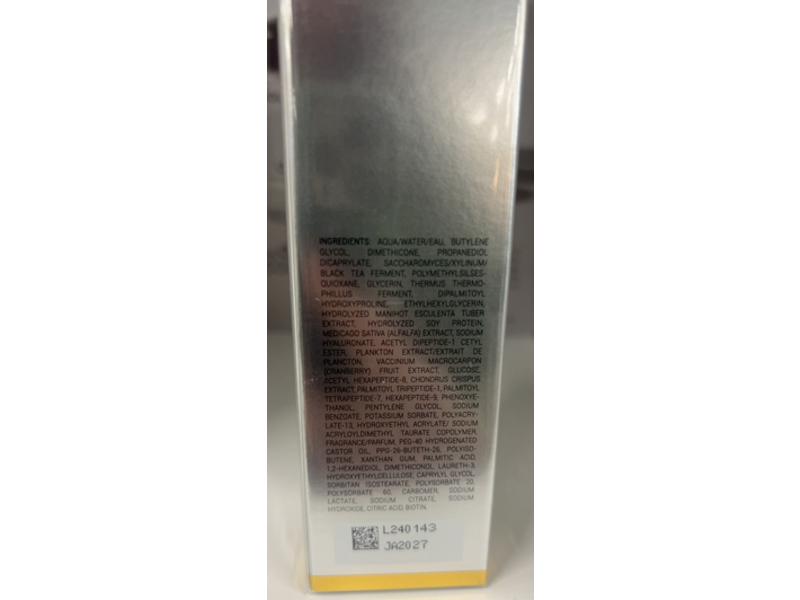 INGREDIENTS: AQUA/WATER/EAU, BUTYLENE
GLYCOL, DIMETHICONE, PROPANEDIOL
DICAPRYLATE, SACCHAROMYCES/XYLINUM/
BLACK TEA FERMENT, POLYMETHYLSILSES-
QUIOXANE, GLYCERIN, THERMUS THERMO-
PHILLUS FERMENT, DIPALMITOYL
HYDROXYPROLINE, ETHYLHEXYLGLYCERIN,
HYDROLYZED MANIHOT ESCULENTA TUBER
EXTRACT, HYDROLYZED SOY PROTEIN,
MEDICAGO SATIVA (ALFALFA) EXTRACT, SODIUM
HYALURONATE, ACETYL DIPEPTIDE-1 CETYL
ESTER, PLANKTON EXTRACT/EXTRAIT DE
PLANCTON, VACCINIUM MACROCARPON
(CRANBERRY) FRUIT EXTRACT, GLUCOSE,
ACETYL HEXAPEPTIDE-8, CHONDRUS CRISPUS
EXTRACT, PALMITOYL TRIPEPTIDE-1, PALMITOYL
TETRAPEPTIDE-7, HEXAPEPTIDE-9, PHENOXYE-
THANOL, PENTYLENE GLYCOL, SODIUM
BENZOATE, POTASSIUM SORBATE, POLYACRY-
LATE-13, HYDROXYETHYL ACRYLATE/ SODIUM
ACRYLOYLDIMETHYL TAURATE COPOLYMER,
FRAGRANCE/PARFUM, PEG-40 HYDROGENATED
CASTOR OIL, PPG-26-BUTETH-26, POLYISO-
BUTENE, XANTHAN GUM, PALMITIC ACID,
1,2-HEXANEDIOL, DIMETHICONOL, LAURETH-3,
HYDROXYETHYLCELLULOSE, CAPRYLYL GLYCOL,
SORBITAN ISOSTEARATE, POLYSORBATE 20,
POLYSORBATE 60, CARBOMER, SODIUM
LACTATE, SODIUM CITRATE, SODIUM
HYDROXIDE, CITRIC ACID, BIOTIN.
L240143
JA2027